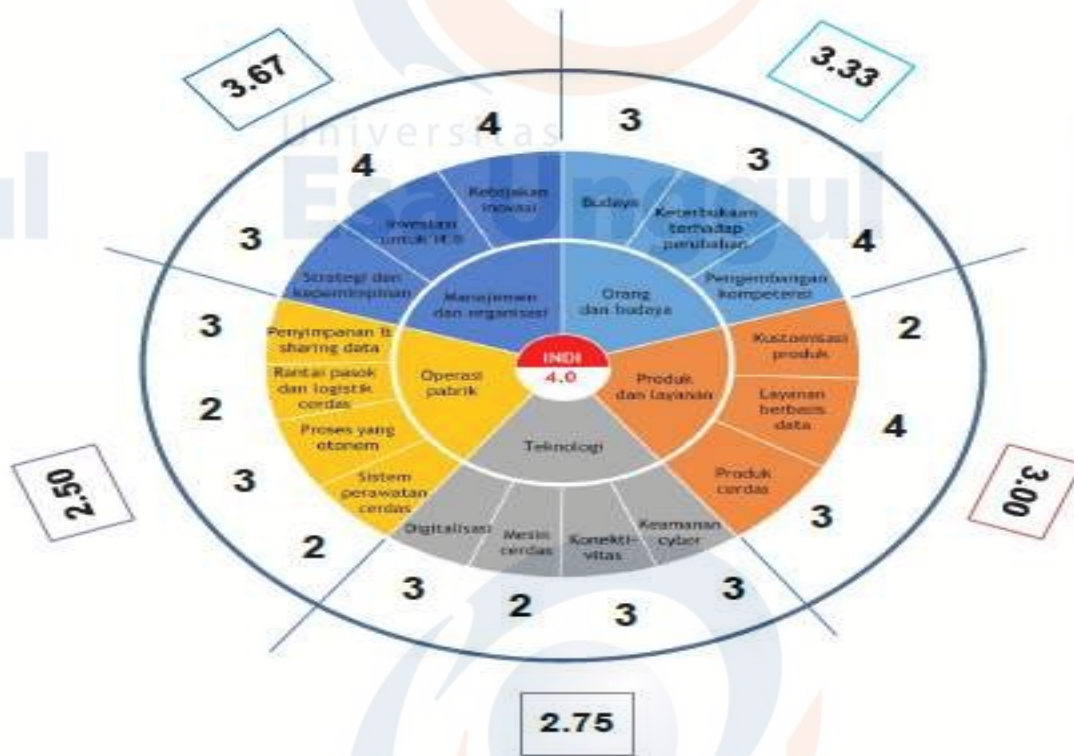 3.67
3.33
Universitas
Esa Unggul
ul
4
3
4
3
3
4
Kebijakan
inovasi
Investasi
untuk i4.0
Strategi dan
kepemimpinan
Manajemen
dan organisasi
Budaya
Keterbukaan
terhadap
perubahan
Pengembangan
kompetensi
Orang
dan budaya
3
2
3
2
Penyimpanan &
sharing data
Rantai pasok
dan logistik
cerdas
Proses yang
otonom
Sistem
perawatan
cerdas
Operasi
pabrik
INDI
4.0
Produk
dan layanan
Kustomisasi
produk
Layanan
berbasis
data
Produk
cerdas
2
4
3
2.50
3.00
Teknologi
Digitalisasi
Mesin
cerdas
Konekti-
vitas
Keamanan
cyber
3
2
3
3
2.75